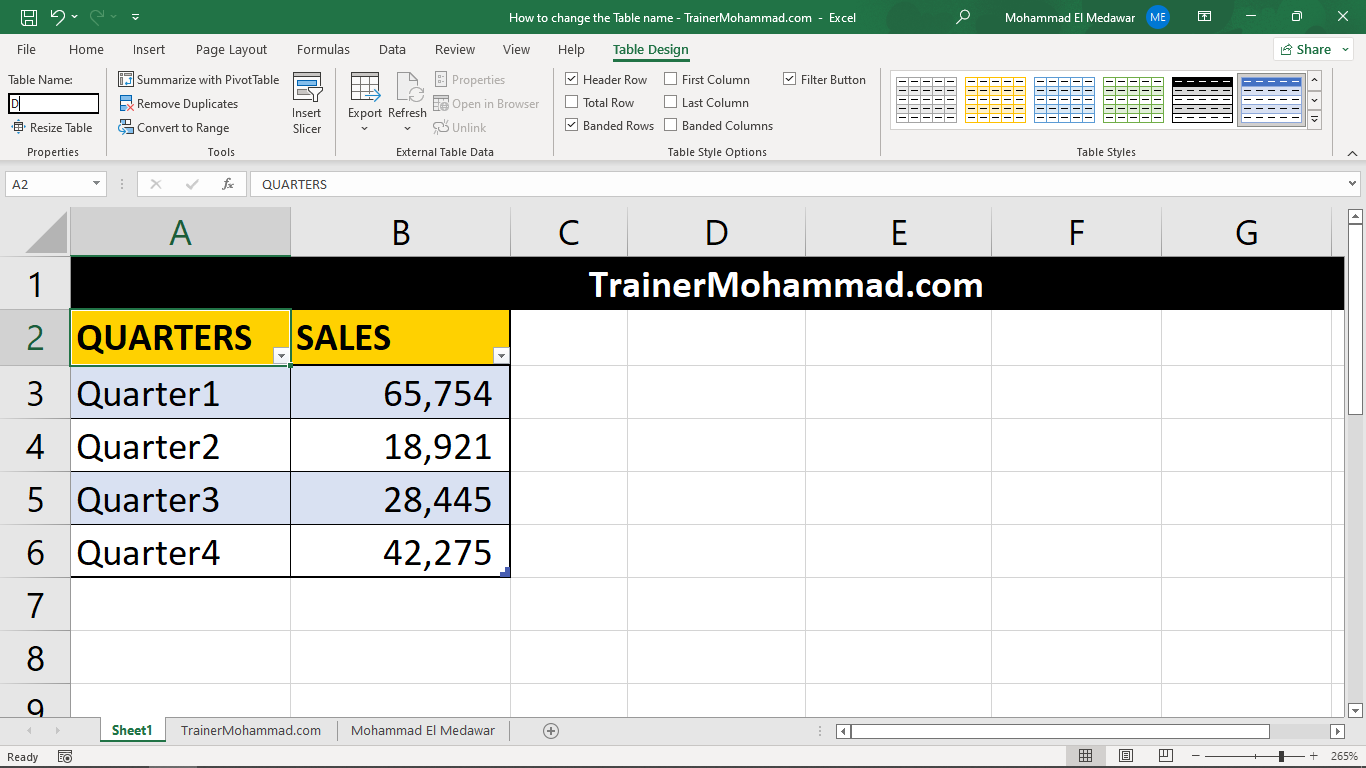 How to change the Table name - TrainerMohammad.com - Excel
Mohammad El Medawar
ME
File Home Insert Page Layout Formulas Data Review View Help Table Design
Share
Table Name:
D
Resize Table
Properties
Summarize with PivotTable
Remove Duplicates
Convert to Range
Insert
Slicer
Tools
Export
Refresh
Properties
Open in Browser
Unlink
External Table Data
Header Row
Total Row
Banded Rows
First Column
Last Column
Banded Columns
Filter Button
Table Style Options
Table Styles
A2
fx
QUARTERS
A B C D E F G
1 TrainerMohammad.com
2 QUARTERS SALES
3 Quarter1 65,754
4 Quarter2 18,921
5 Quarter3 28,445
6 Quarter4 42,275
7
8
9
Sheet1 TrainerMohammad.com Mohammad El Medawar
Ready
265%